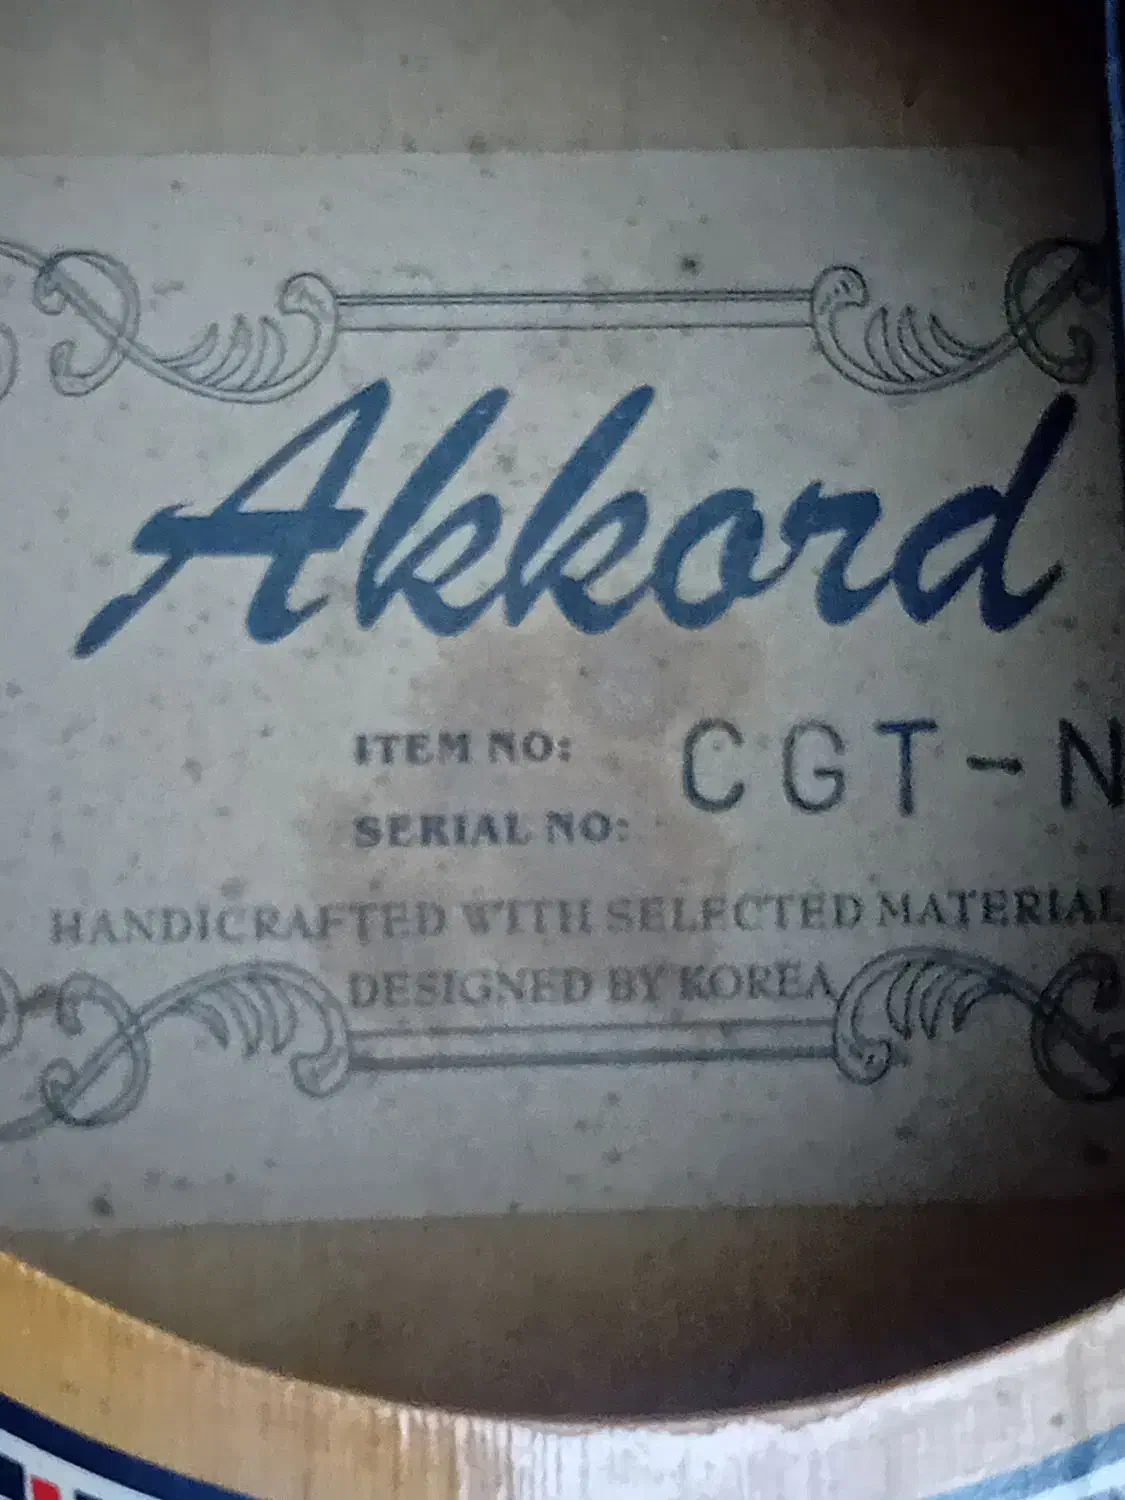 Akkord
ITEM NO: CGT-N
SERIAL NO:
HANDICRAFTED WITH SELECTED MATERIAL
DESIGNED BY KOREA